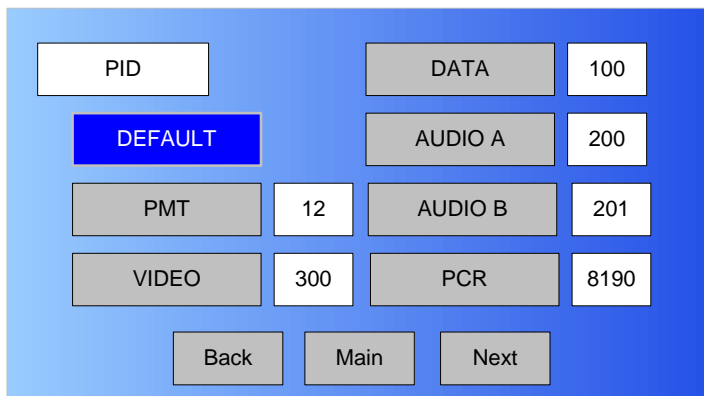 PID DATA 100
DEFAULT AUDIO A 200
PMT 12 AUDIO B 201
VIDEO 300 PCR 8190
Back Main Next